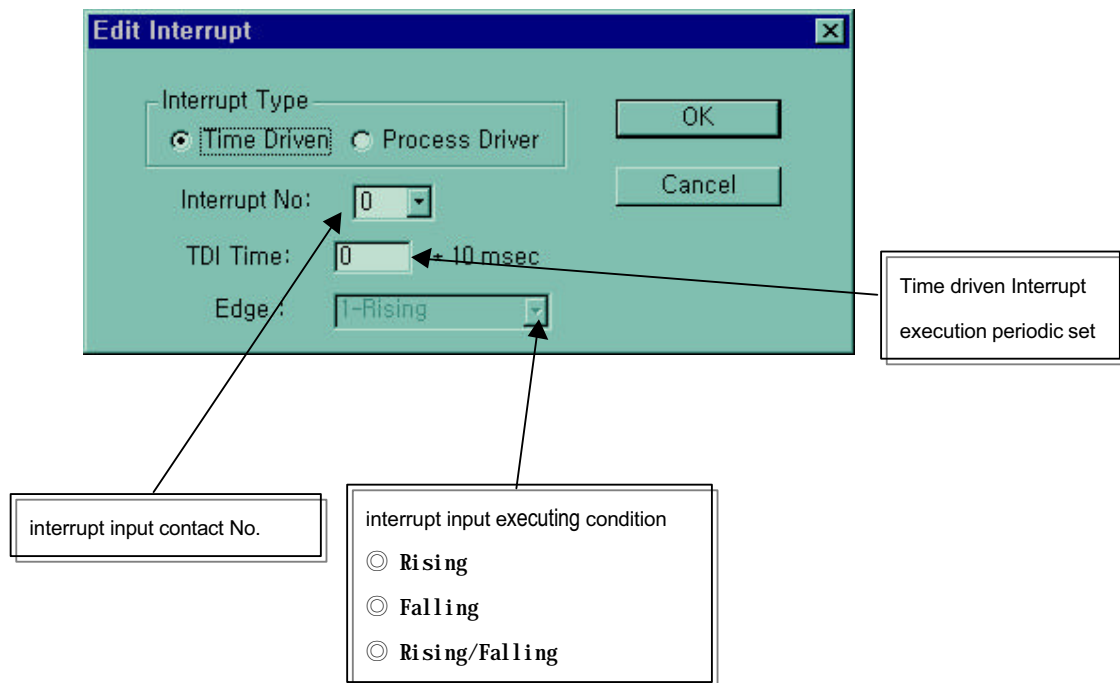 Edit Interrupt
Interrupt Type
Time Driven Process Driver
OK
Cancel
Interrupt No: 0
TDI Time: 0 * 10 msec
Edge : 1-Rising
Time driven Interrupt
execution periodic set
interrupt input contact No.
interrupt input executing condition
◎ Rising
◎ Falling
◎ Rising/Falling